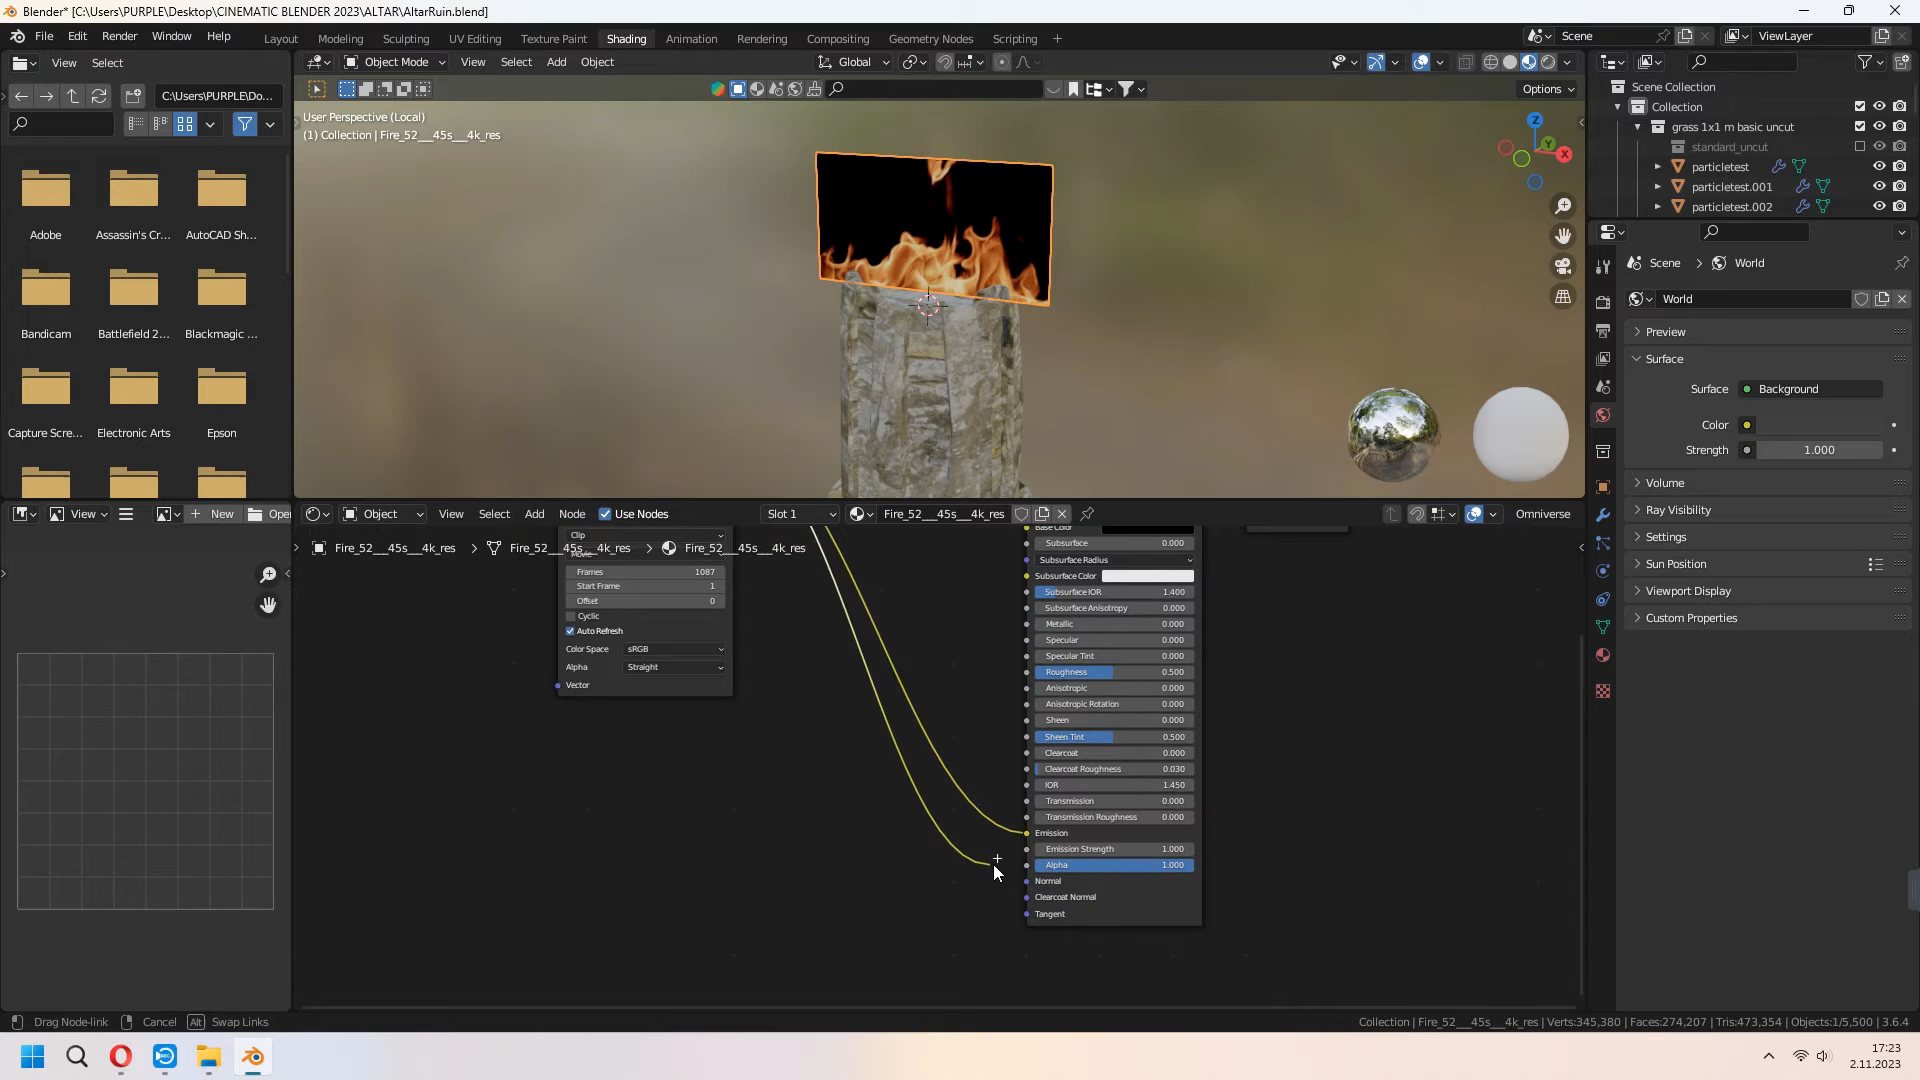 Blender* [C:\Users\PURPLE\Desktop\CINEMATIC BLENDER 2023\ALTAR\AltarRuin.blend]
File Edit Render Window Help
Layout Modeling Sculpting UV Editing Texture Paint Shading Animation Rendering Compositing Geometry Nodes Scripting +
Scene
ViewLayer
View Select
Object Mode View Select Add Object
Global
C:\Users\PURPLE\Do...
Options
User Perspective (Local)
(1) Collection | Fire_52___45s___4k_res
Z
Y
X
Scene Collection
Collection
grass 1x1 m basic uncut
standard_uncut
particletest
particletest.001
particletest.002
Adobe
Assassin's Cr...
AutoCAD Sh...
Bandicam
Battlefield 2...
Blackmagic ...
Capture Scre...
Electronic Arts
Epson
Scene > World
World
Preview
Surface
Surface Background
Color
Strength 1.000
Volume
Ray Visibility
Settings
Sun Position
Viewport Display
Custom Properties
View
+ New
Open
Object View Select Add Node Use Nodes
Slot 1
Fire_52___45s___4k_res
Omniverse
Fire_52___45s___4k_res > Fire_52___45s___4k_res > Fire_52___45s___4k_res
Clip
Movie
Frames 1087
Start Frame 1
Offset 0
Cyclic
Auto Refresh
Color Space sRGB
Alpha Straight
Vector
Base Color
Subsurface 0.000
Subsurface Radius
Subsurface Color
Subsurface IOR 1.400
Subsurface Anisotropy 0.000
Metallic 0.000
Specular 0.000
Specular Tint 0.000
Roughness 0.500
Anisotropic 0.000
Anisotropic Rotation 0.000
Sheen 0.000
Sheen Tint 0.500
Clearcoat 0.000
Clearcoat Roughness 0.030
IOR 1.450
Transmission 0.000
Transmission Roughness 0.000
Emission
Emission Strength 1.000
Alpha 1.000
Normal
Clearcoat Normal
Tangent
Drag Node-link Cancel Alt Swap Links
Collection | Fire_52___45s___4k_res | Verts:345,380 | Faces:274,207 | Tris:473,354 | Objects:1/5,500 | 3.6.4
17:23
2.11.2023